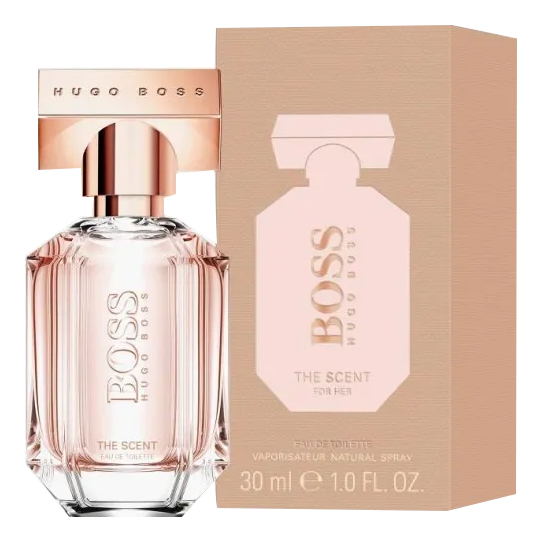 HUGO BOSS
BOSS
HUGO BOSS
THE SCENT
EAU DE TOILETTE
BOSS
HUGO BOSS
THE SCENT
FOR HER
EAU DE TOILETTE
VAPORISATEUR NATURAL SPRAY
30 ml ℮ 1.0 FL. OZ.